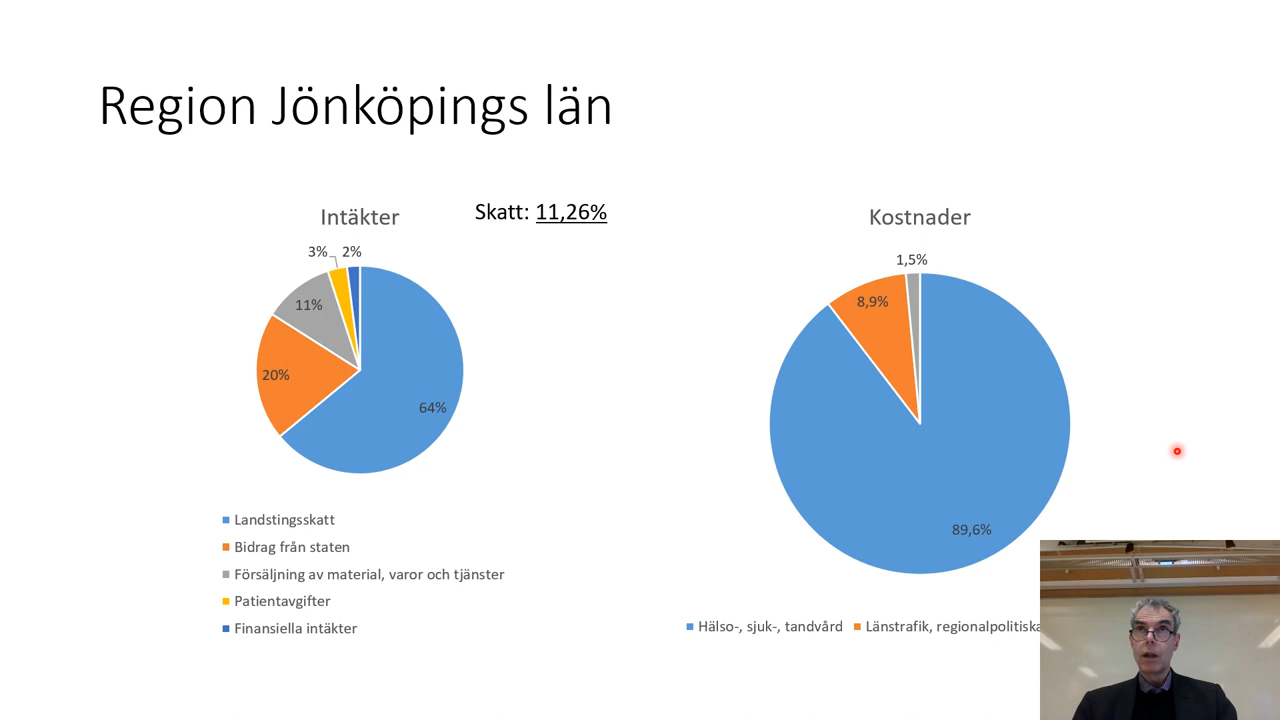 Region Jönköpings län
Skatt: 11,26%
Intäkter
3% 2%
11%
20%
64%
Landstingsskatt
Bidrag från staten
Försäljning av material, varor och tjänster
Patientavgifter
Finansiella intäkter
Kostnader
1,5%
8,9%
89,6%
Hälso-, sjuk-, tandvård Länstrafik, regionalpolitiska